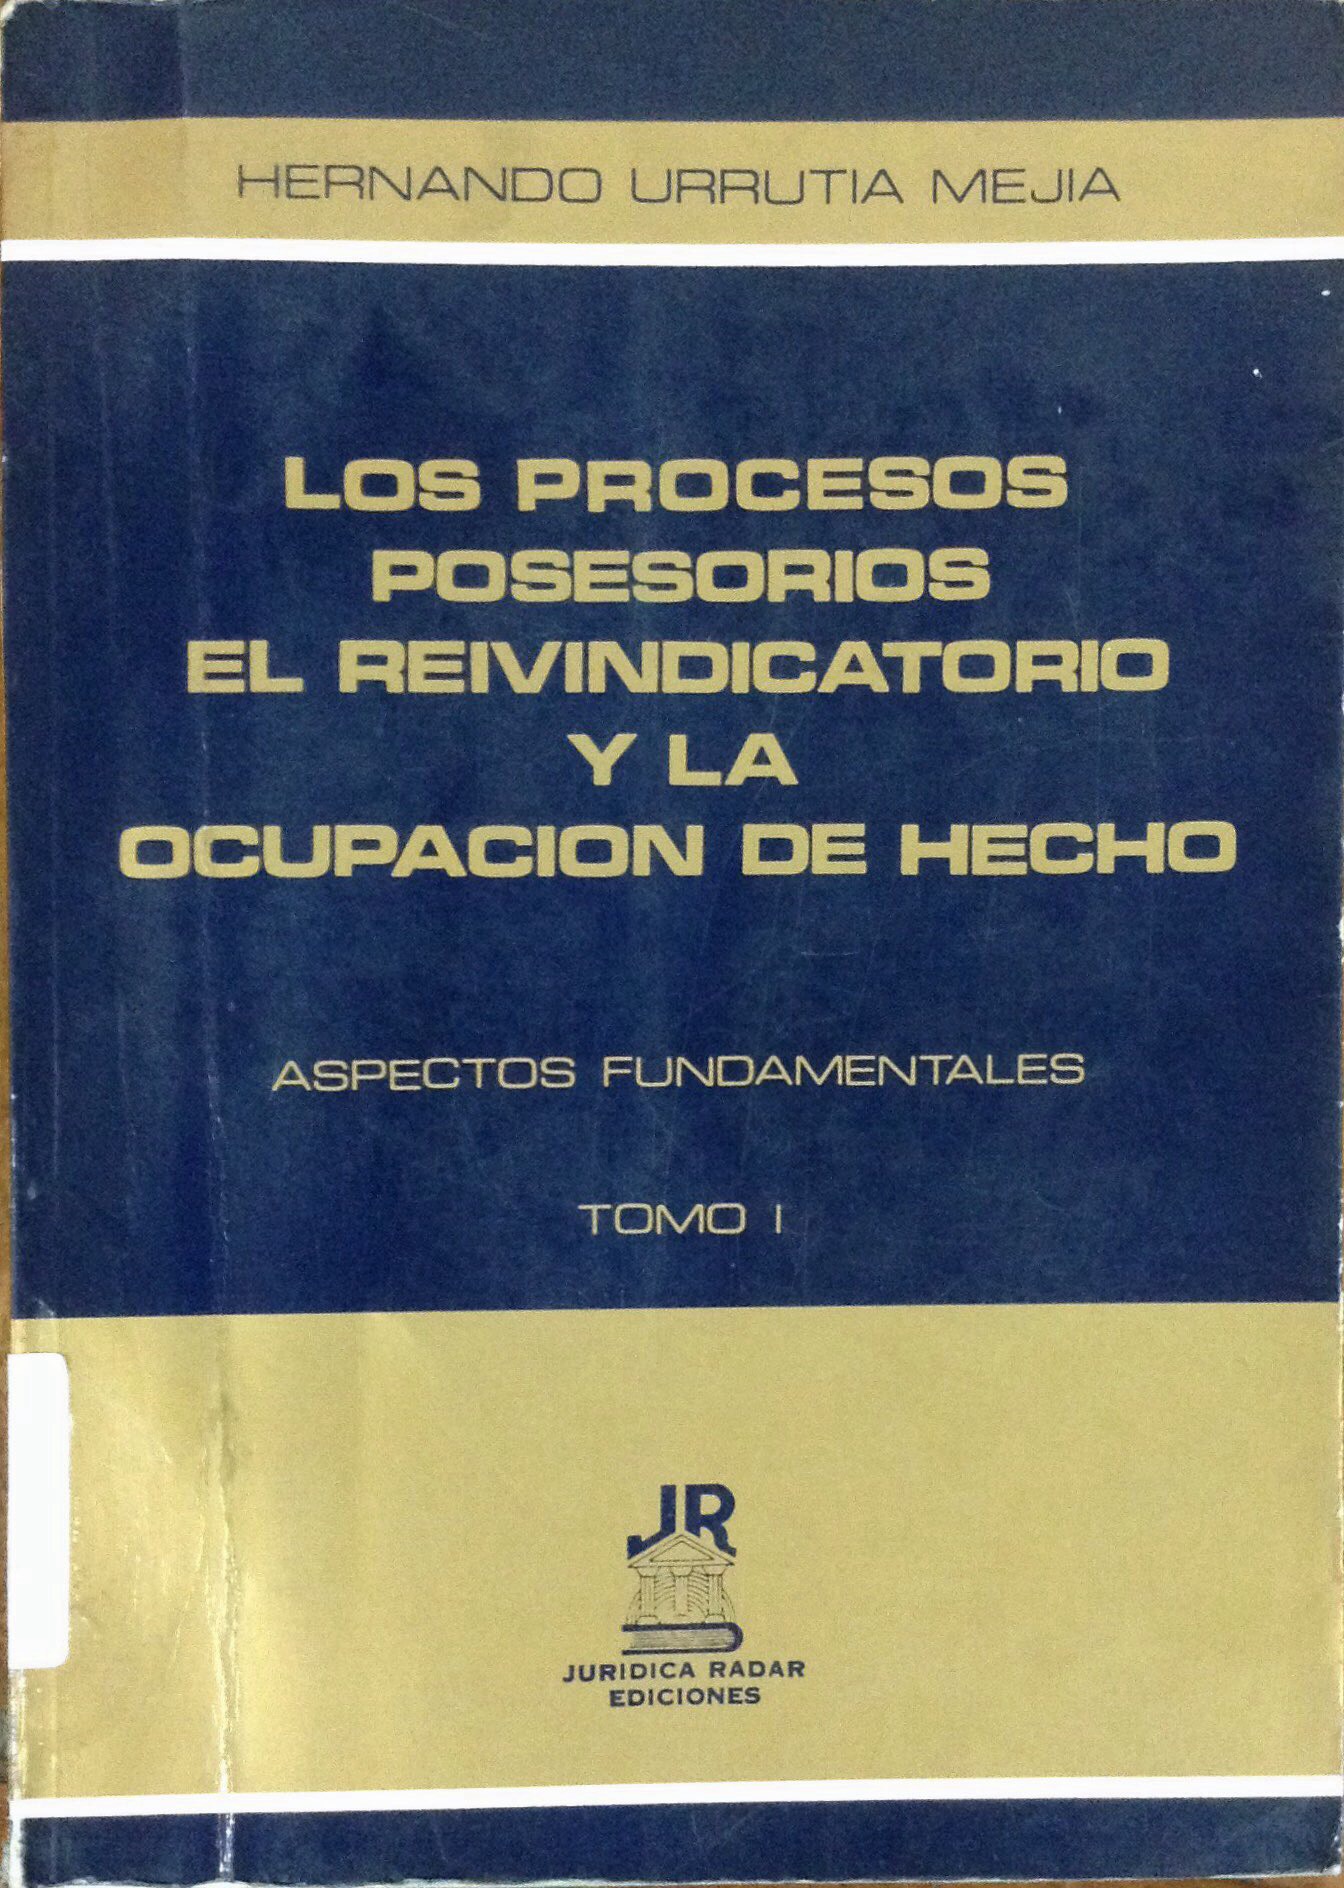 HERNANDO URRUTIA MEJIA
LOS PROCESOS
POSESORIOS
EL REIVINDICATORIO
Y LA
OCUPACION DE HECHO
ASPECTOS FUNDAMENTALES
TOMO I
JR
JURIDICA RADAR
EDICIONES